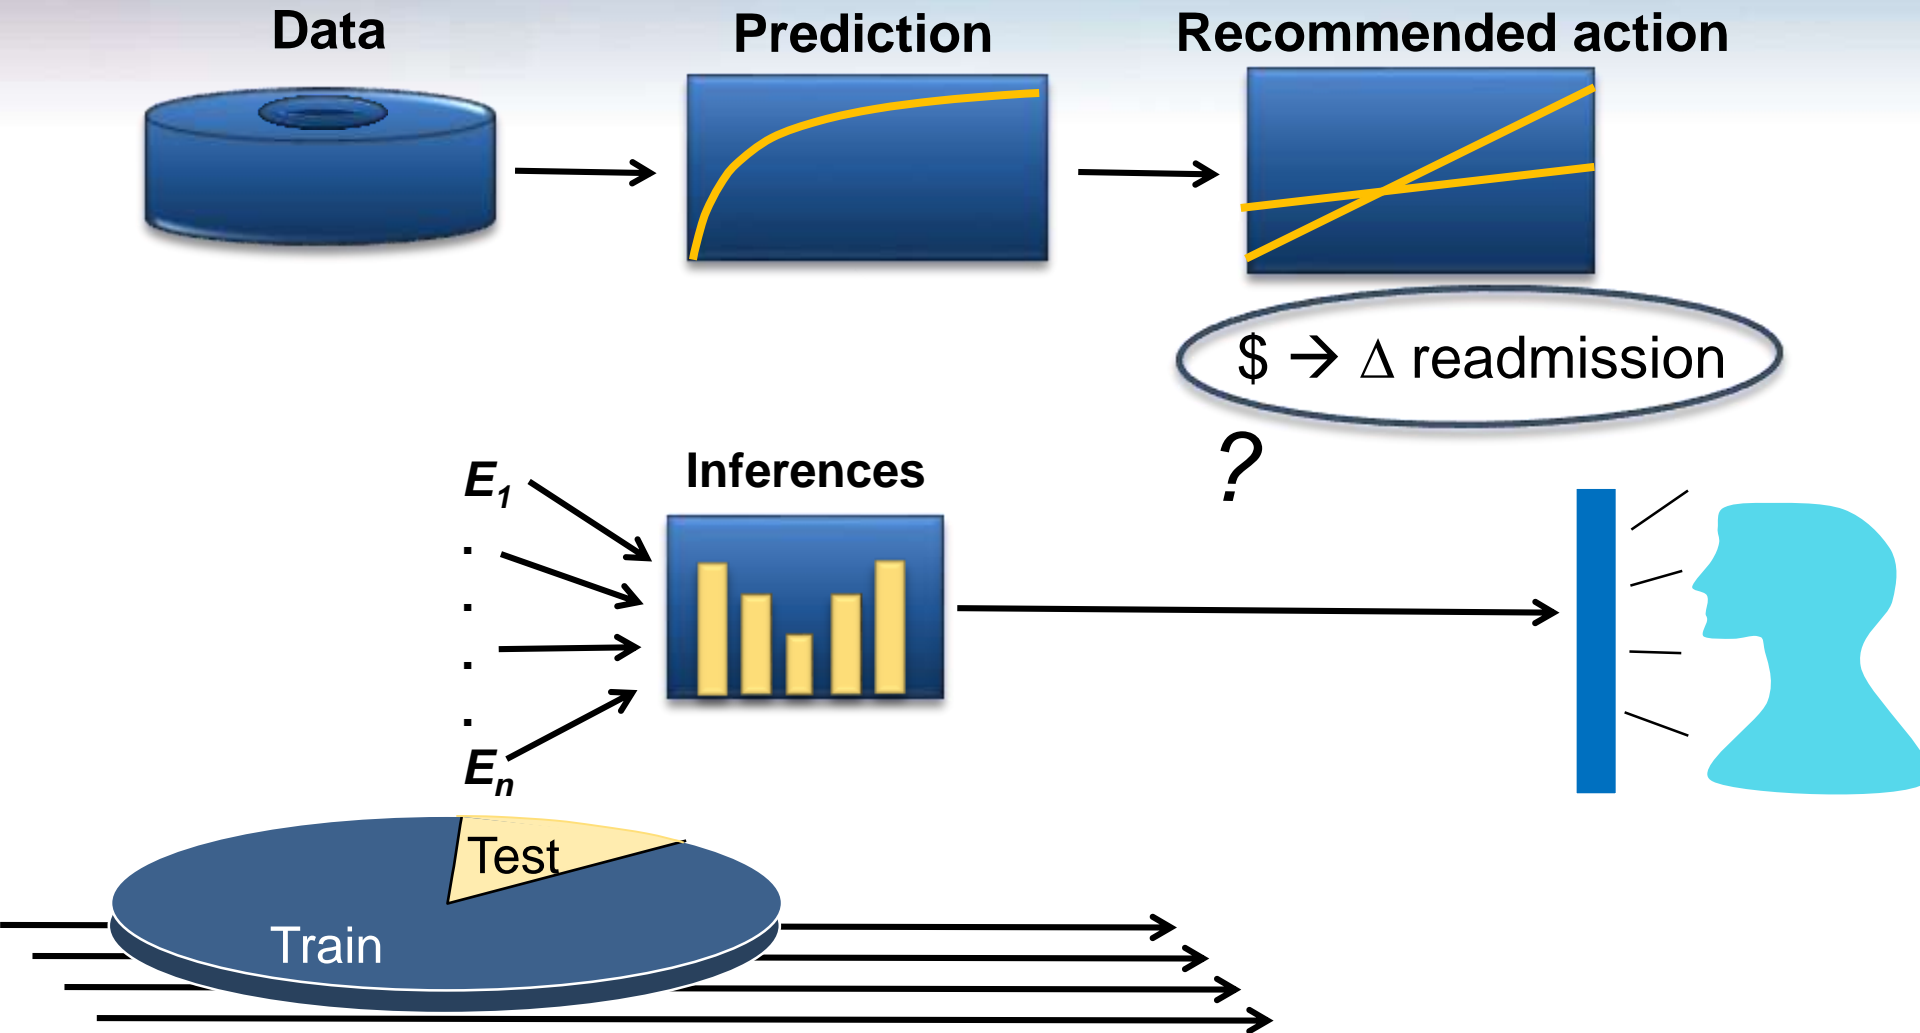 Data
Prediction
Recommended action
$ → Δ readmission
?
Inferences
E1
.
.
.
.
En
Test
Train